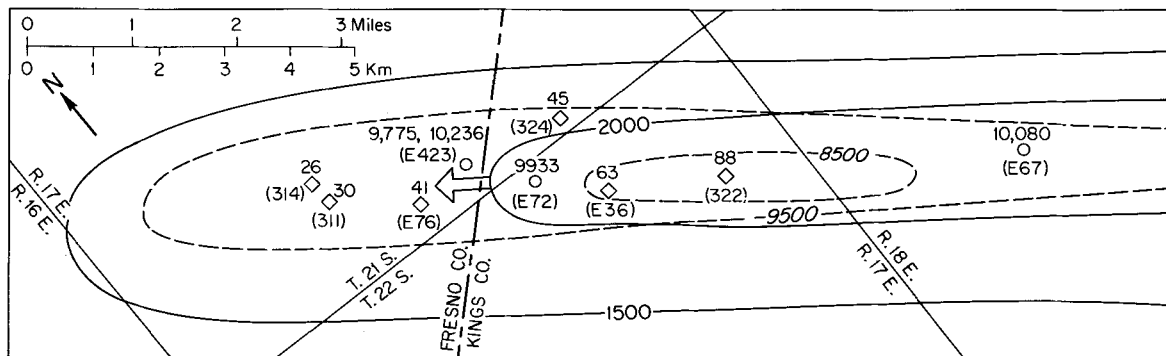 0 1 2 3 Miles
0 1 2 3 4 5 Km
N
45
(324)
2000
9,775, 10,236
(E423)
10,080
(E67)
26
(314)
30
(311)
41
(E76)
9933
(E72)
63
(E36)
88
(322)
8500
9500
R. 17 E.
R. 16 E.
T. 21 S.
T. 22 S.
FRESNO CO.
KINGS CO.
R. 18 E.
R. 17 E.
1500